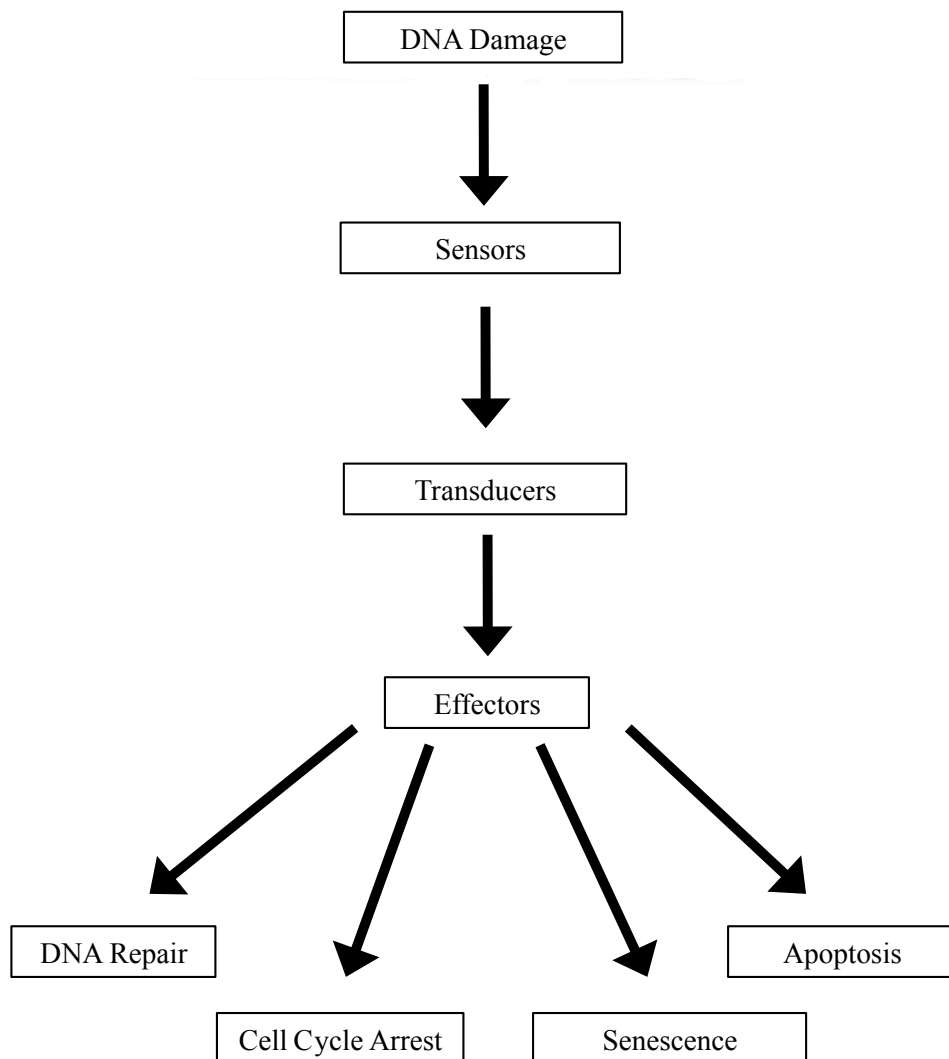 DNA Damage
Sensors
Transducers
Effectors
DNA Repair
Apoptosis
Cell Cycle Arrest
Senescence